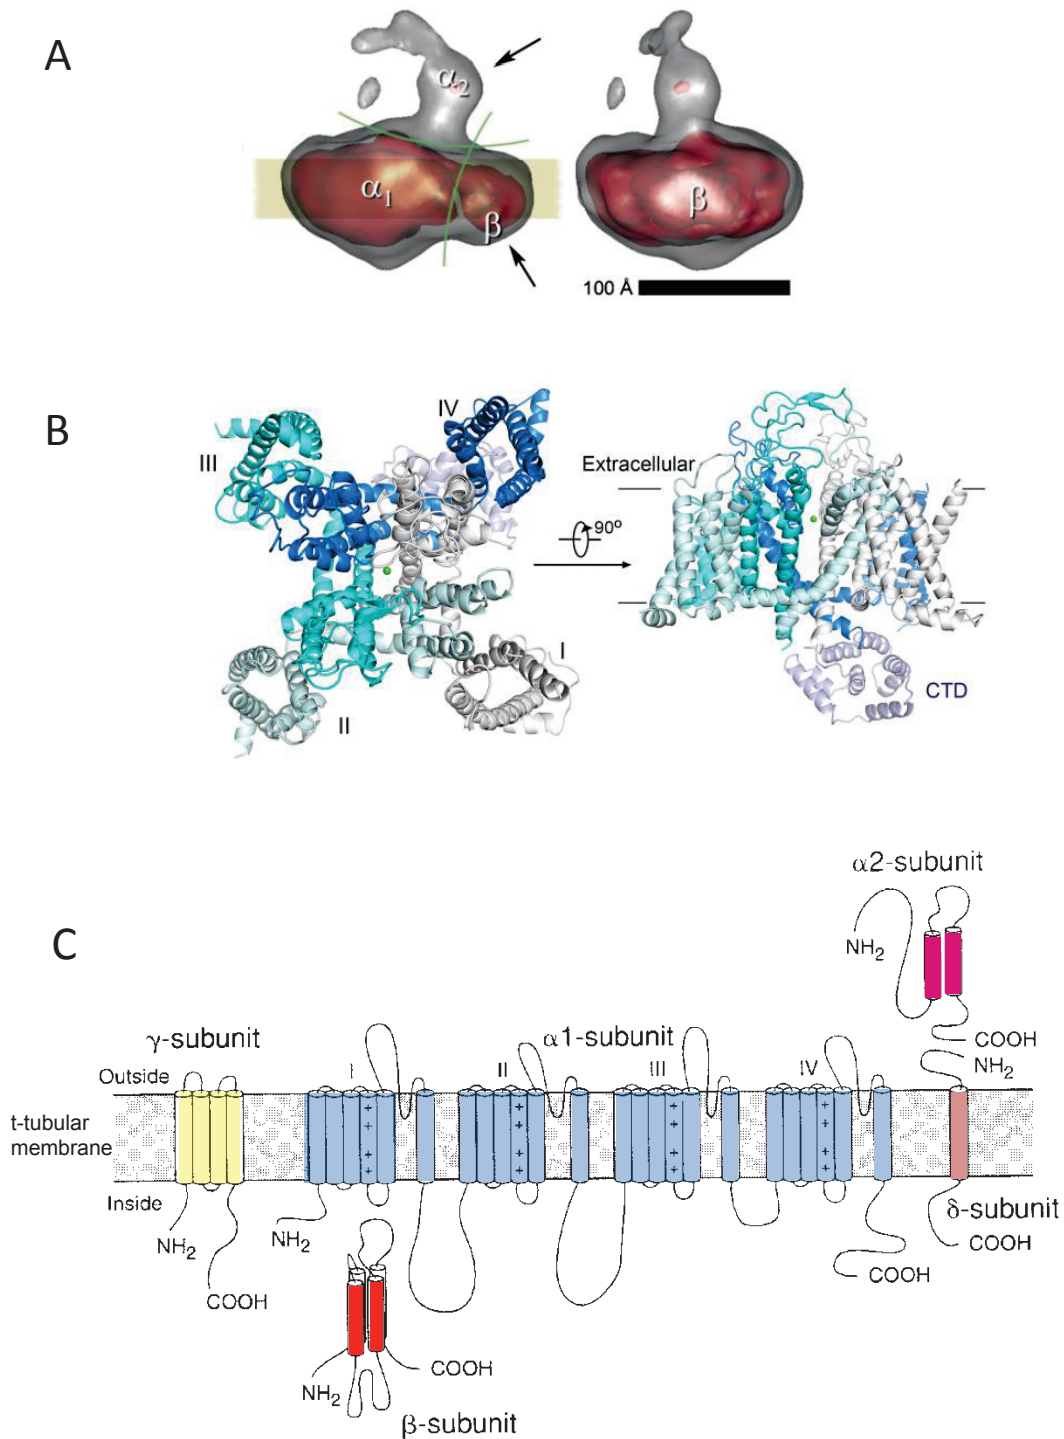 A
α2
α1
β
β
100 Å
B
III
IV
II
I
Extracellular
90º
CTD
C
α2-subunit
NH2
COOH
NH2
γ-subunit
α1-subunit
Outside
I
II
III
IV
t-tubular
membrane
+ + + +
+ + + +
+ + + +
+ + + +
Inside
δ-subunit
NH2
NH2
COOH
COOH
COOH
COOH
NH2
β-subunit